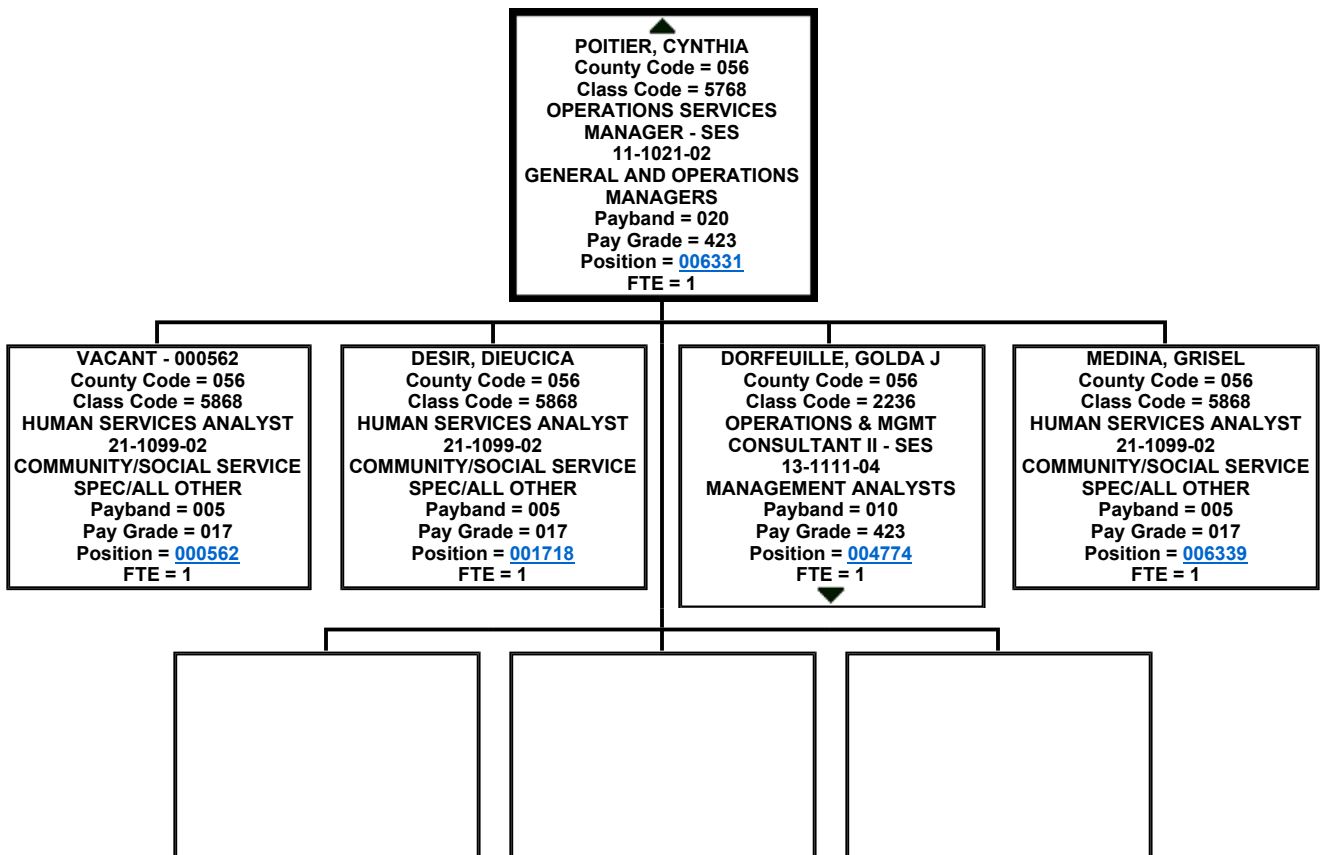 POITIER, CYNTHIA
County Code = 056
Class Code = 5768
OPERATIONS SERVICES
MANAGER - SES
11-1021-02
GENERAL AND OPERATIONS
MANAGERS
Payband = 020
Pay Grade = 423
Position = 006331
FTE = 1
VACANT - 000562
County Code = 056
Class Code = 5868
HUMAN SERVICES ANALYST
21-1099-02
COMMUNITY/SOCIAL SERVICE
SPEC/ALL OTHER
Payband = 005
Pay Grade = 017
Position = 000562
FTE = 1
DESIR, DIEUCICA
County Code = 056
Class Code = 5868
HUMAN SERVICES ANALYST
21-1099-02
COMMUNITY/SOCIAL SERVICE
SPEC/ALL OTHER
Payband = 005
Pay Grade = 017
Position = 001718
FTE = 1
DORFEUILLE, GOLDA J
County Code = 056
Class Code = 2236
OPERATIONS & MGMT
CONSULTANT II - SES
13-1111-04
MANAGEMENT ANALYSTS
Payband = 010
Pay Grade = 423
Position = 004774
FTE = 1
MEDINA, GRISEL
County Code = 056
Class Code = 5868
HUMAN SERVICES ANALYST
21-1099-02
COMMUNITY/SOCIAL SERVICE
SPEC/ALL OTHER
Payband = 005
Pay Grade = 017
Position = 006339
FTE = 1